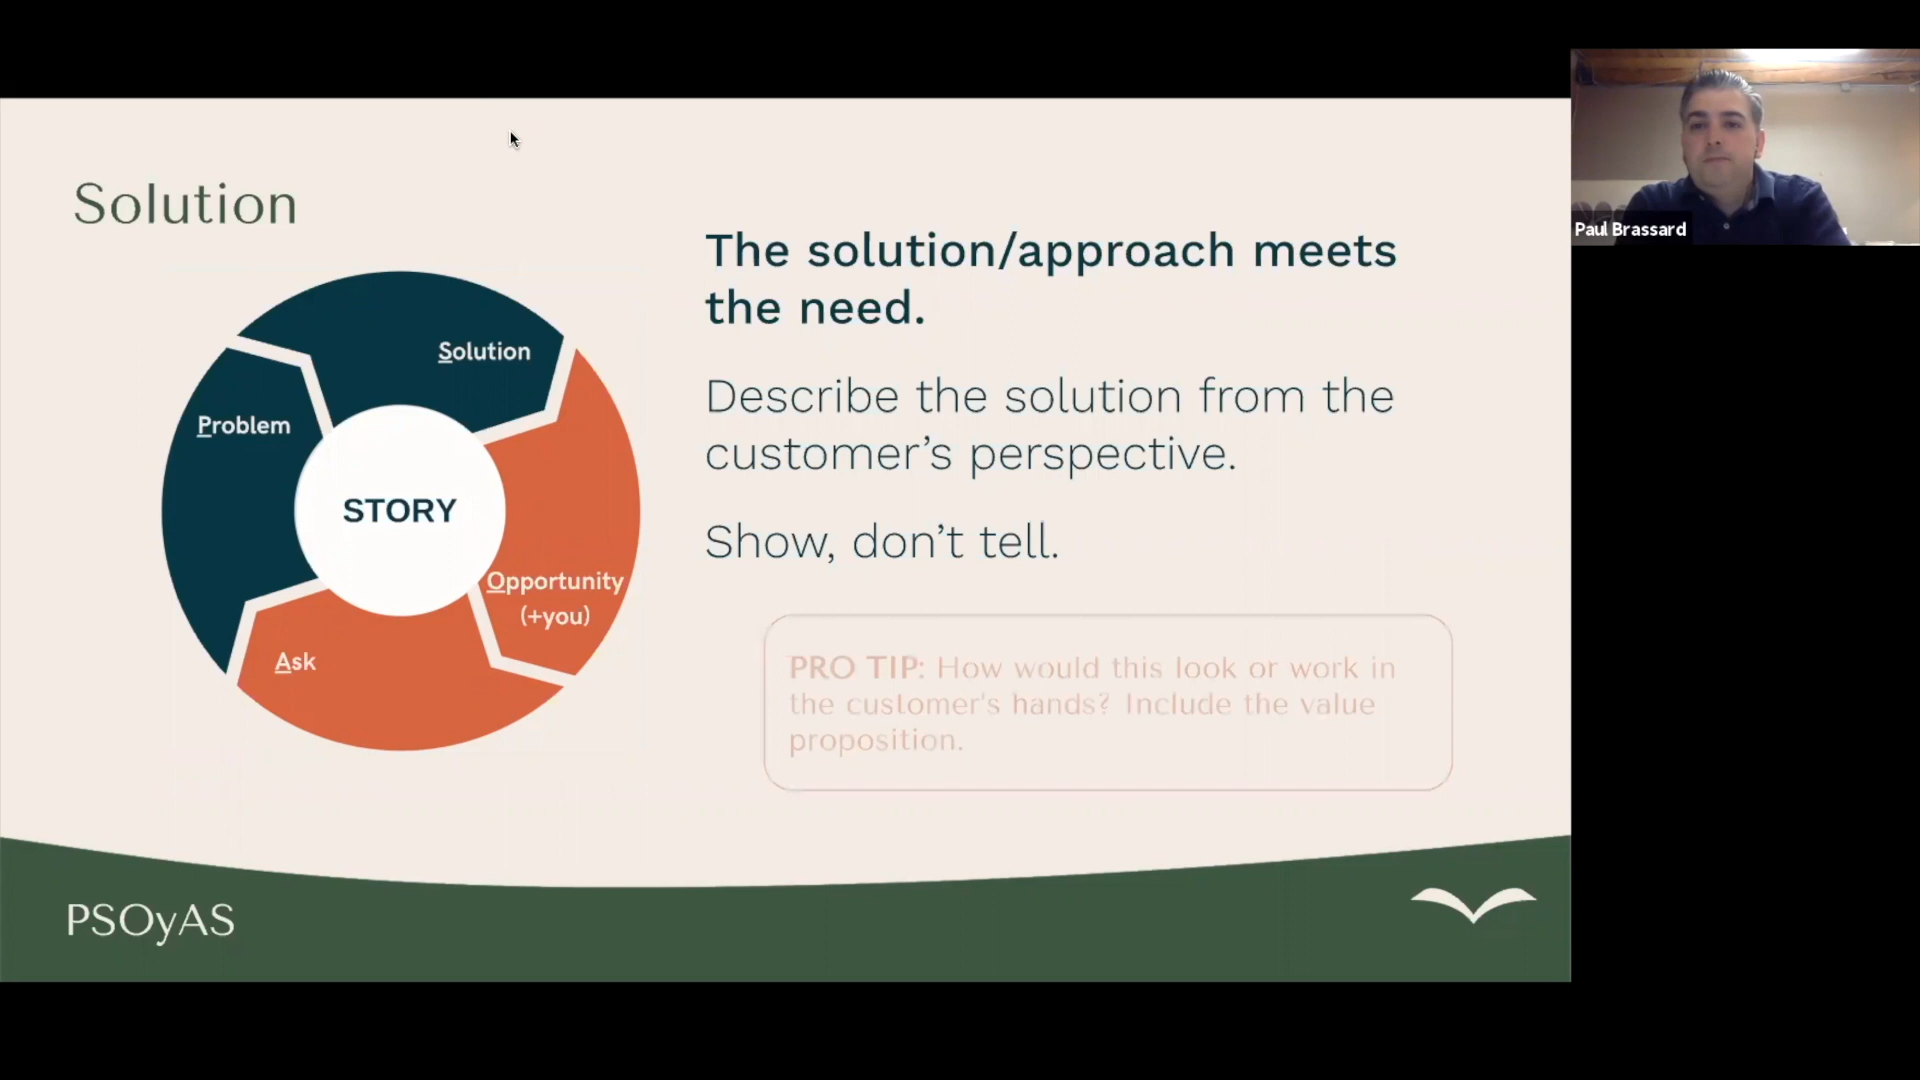 Solution
The solution/approach meets
the need.
Describe the solution from the
customer’s perspective.
Show, don’t tell.
PRO TIP: How would this look or work in
the customer's hands? Include the value
proposition.
Solution
Problem
STORY
Opportunity
(+you)
Ask
PSOyAS
Paul Brassard